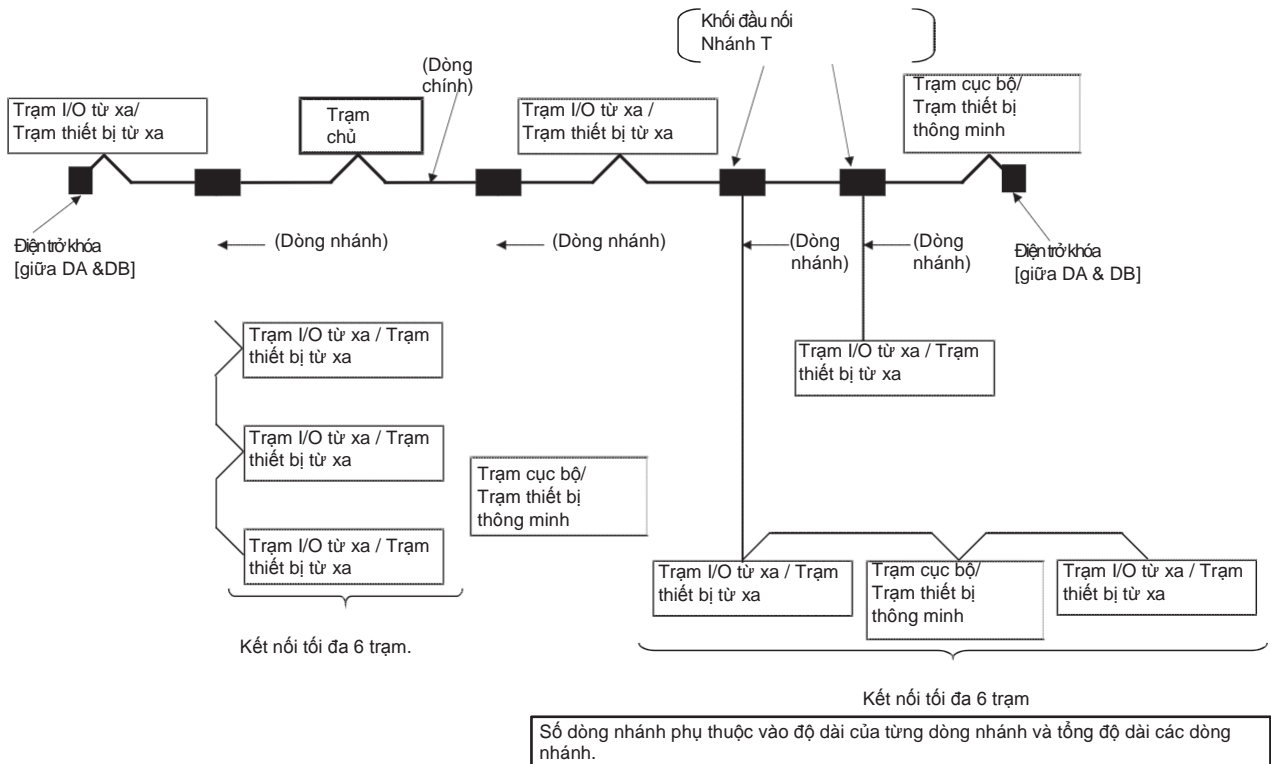 Khối đầu nối
Nhánh T
(Dòng
chính)
Trạm I/O từ xa/
Trạm thiết bị từ xa
Trạm
chủ
Trạm I/O từ xa /
Trạm thiết bị từ xa
Trạm cục bộ/
Trạm thiết bị
thông minh
Điện trở khóa
[giữa DA &DB]
(Dòng nhánh)
(Dòng nhánh)
(Dòng
nhánh)
(Dòng
nhánh)
Điện trở khóa
[giữa DA & DB]
Trạm I/O từ xa / Trạm
thiết bị từ xa
Trạm I/O từ xa / Trạm
thiết bị từ xa
Trạm I/O từ xa / Trạm
thiết bị từ xa
Trạm cục bộ/
Trạm thiết bị
thông minh
Trạm I/O từ xa / Trạm
thiết bị từ xa
Trạm I/O từ xa / Trạm
thiết bị từ xa
Trạm cục bộ/
Trạm thiết bị
thông minh
Trạm I/O từ xa / Trạm
thiết bị từ xa
Kết nối tối đa 6 trạm.
Kết nối tối đa 6 trạm
Số dòng nhánh phụ thuộc vào độ dài của từng dòng nhánh và tổng độ dài các dòng
nhánh.